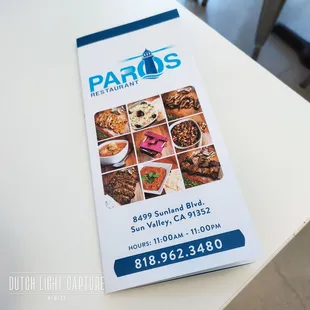 PAROS
RESTAURANT
8499 Sunland Blvd.
Sun Valley, CA 91352
HOURS: 11:00AM - 11:00PM
818.962.3480
DUTCH LIGHT CAPTURE